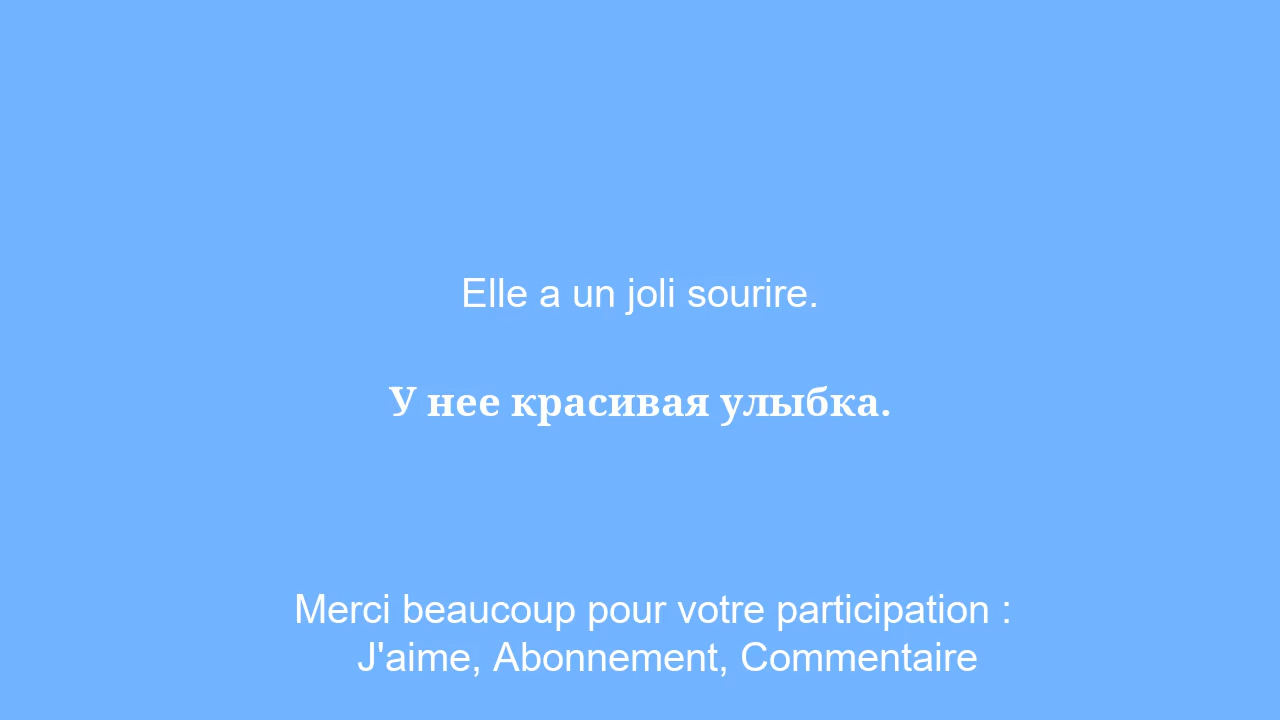 Elle a un joli sourire.
У нее красивая улыбка.
Merci beaucoup pour votre participation :
J'aime, Abonnement, Commentaire